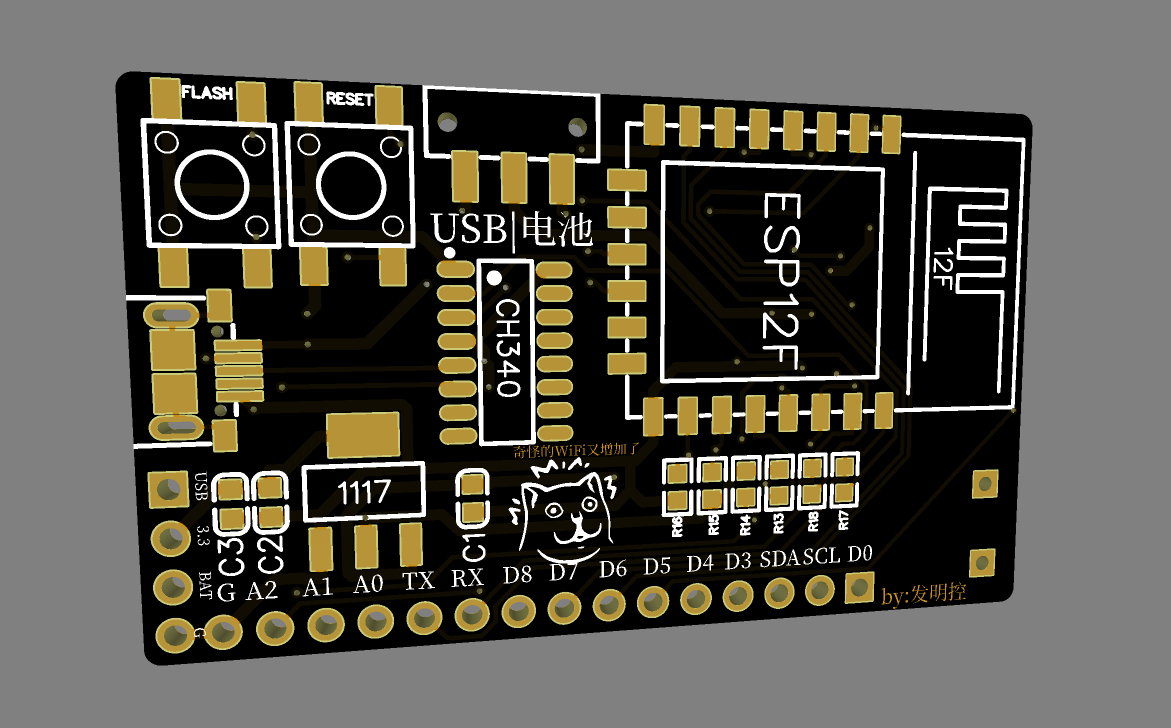 FLASH
RESET
USB|电池
ESP12F
12F
CH340
奇怪的WiFi又增加了
1117
USB
3.3
BAT
G
C3
C2
C1
R16
R15
R14
R13
R18
R17
G A2 A1 A0 TX RX D8 D7 D6 D5 D4 D3 SDA SCL D0
by:发明控